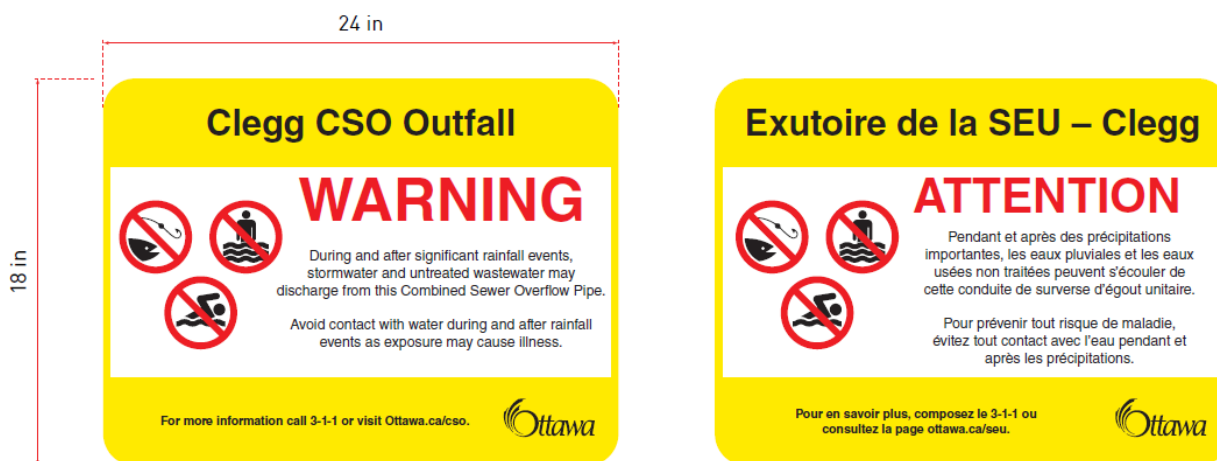 24 in
18 in
Clegg CSO Outfall
WARNING
During and after significant rainfall events,
stormwater and untreated wastewater may
discharge from this Combined Sewer Overflow Pipe.
Avoid contact with water during and after rainfall
events as exposure may cause illness.
For more information call 3-1-1 or visit Ottawa.ca/cso.
Ottawa
Exutoire de la SEU – Clegg
ATTENTION
Pendant et après des précipitations
importantes, les eaux pluviales et les eaux
usées non traitées peuvent s'écouler de
cette conduite de surverse d'égout unitaire.
Pour prévenir tout risque de maladie,
évitez tout contact avec l'eau pendant et
après les précipitations.
Pour en savoir plus, composez le 3-1-1 ou
consultez la page ottawa.ca/seu.
Ottawa